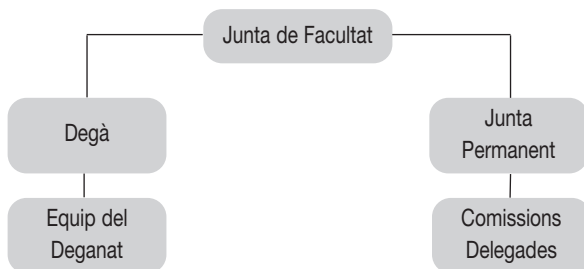 Junta de Facultat
Degà
Junta
Permanent
Equip del
Deganat
Comissions
Delegades